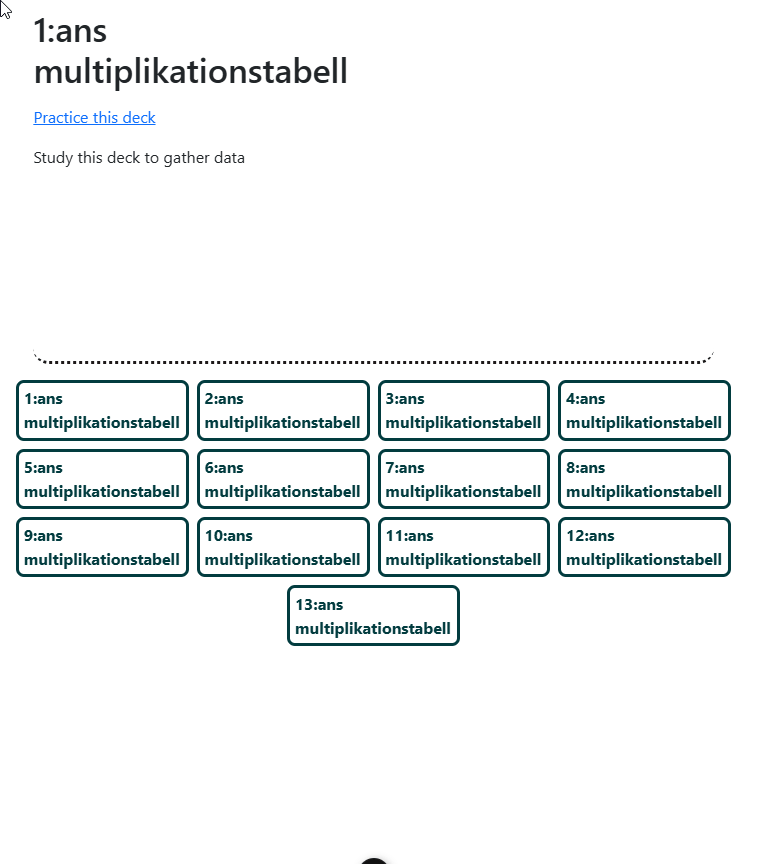 1:ans
multiplikationstabell
Practice this deck
Study this deck to gather data
1:ans
multiplikationstabell
2:ans
multiplikationstabell
3:ans
multiplikationstabell
4:ans
multiplikationstabell
5:ans
multiplikationstabell
6:ans
multiplikationstabell
7:ans
multiplikationstabell
8:ans
multiplikationstabell
9:ans
multiplikationstabell
10:ans
multiplikationstabell
11:ans
multiplikationstabell
12:ans
multiplikationstabell
13:ans
multiplikationstabell